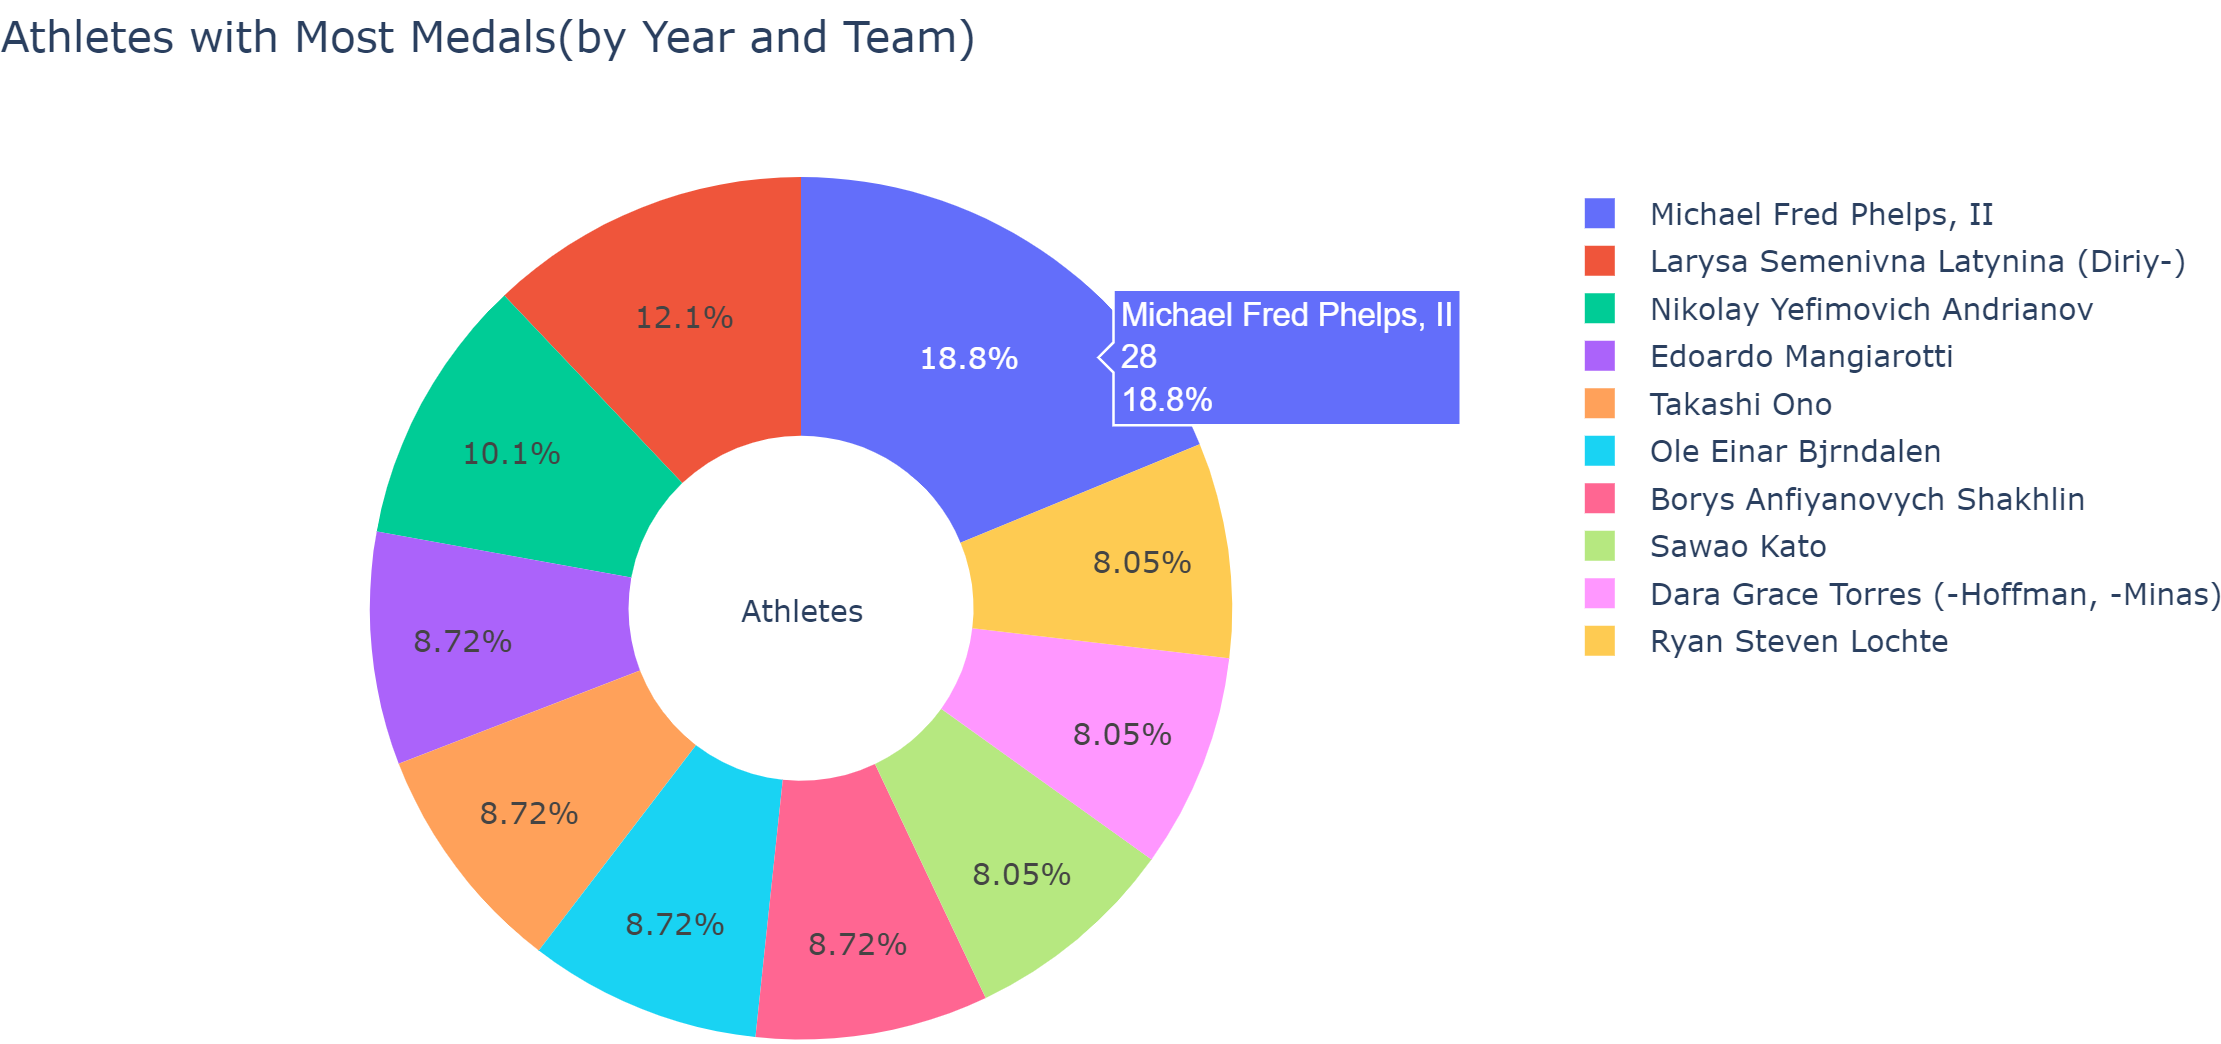 Athletes with Most Medals(by Year and Team)
12.1%
18.8%
Michael Fred Phelps, II
28
18.8%
10.1%
8.05%
8.72%
Athletes
8.05%
8.72%
8.05%
8.72%
8.72%
Michael Fred Phelps, II
Larysa Semenivna Latynina (Diriy-)
Nikolay Yefimovich Andrianov
Edoardo Mangiarotti
Takashi Ono
Ole Einar Bjrndalen
Borys Anfiyanovych Shakhlin
Sawao Kato
Dara Grace Torres (-Hoffman, -Minas)
Ryan Steven Lochte